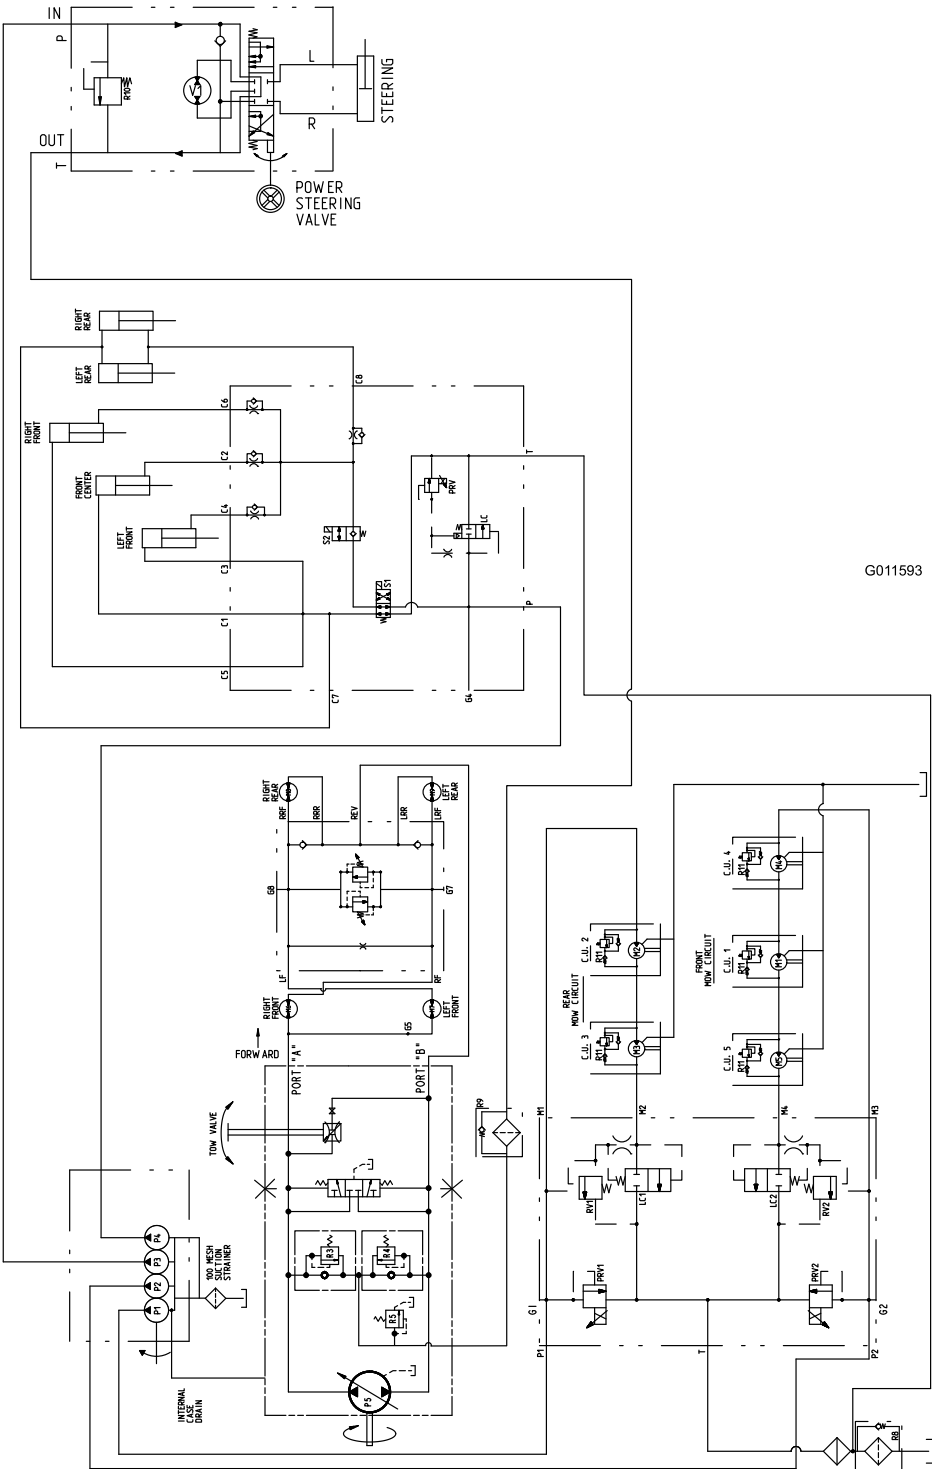 IN
P
R10
V1
L
R
STEERING
OUT
T
POWER
STEERING
VALVE
RIGHT
REAR
LEFT
REAR
C8
C6
RIGHT
FRONT
C2
FRONT
CENTER
C4
LEFT
FRONT
T
PRV
LC
S2
C3
S1
P
C1
C5
C7
G4
G011593
RIGHT
REAR
RRF
RRR
REV
LRR
LRF
LEFT
REAR
G8
G7
LF
RF
RIGHT
FRONT
LEFT
FRONT
G5
FORWARD
PORT "A"
PORT "B"
TOW VALVE
R9
C.U. 4
R11
M4
C.U. 2
R11
M2
C.U. 1
R11
M1
FRONT
MOW CIRCUIT
REAR
MOW CIRCUIT
C.U. 3
R11
M3
C.U. 5
R11
M5
M1
M2
M4
M3
RV1
LC1
LC2
RV2
P4
P3
P2
P1
100 MESH
SUCTION
STRAINER
R3
R4
R5
PRV1
PRV2
G1
G2
P1
T
P2
INTERNAL
CASE
DRAIN
P5
R8